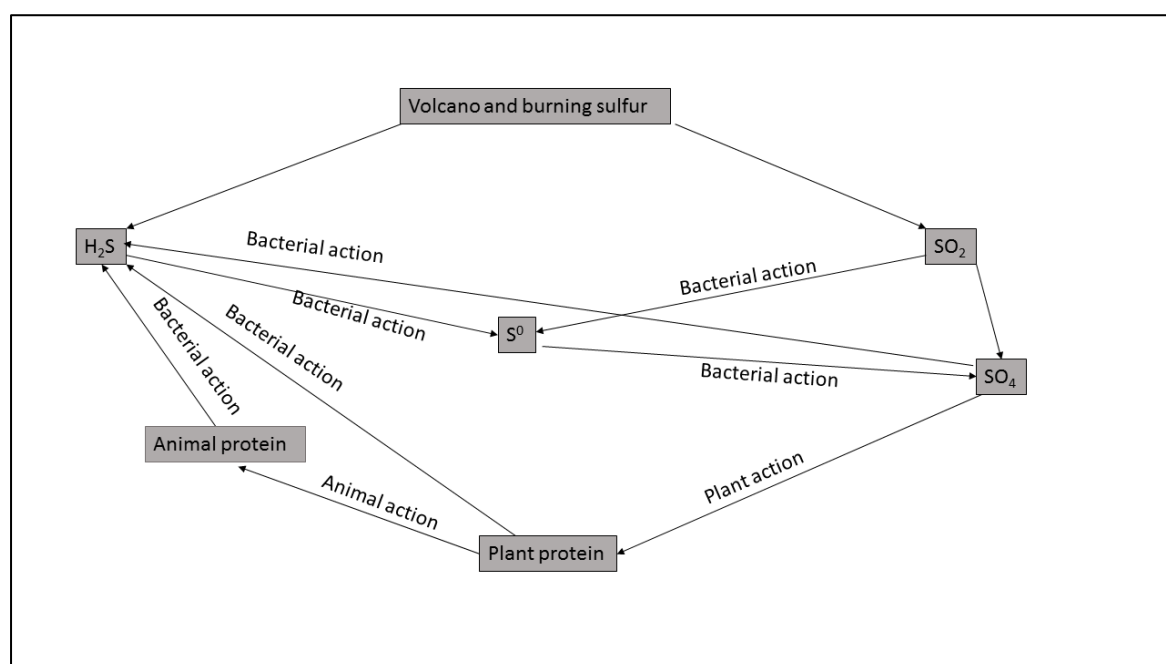 Volcano and burning sulfur
H₂S
Bacterial action
SO₂
Bacterial action
Bacterial action
S⁰
Bacterial action
Bacterial action
Bacterial action
SO₄
Animal protein
Plant action
Animal action
Plant protein